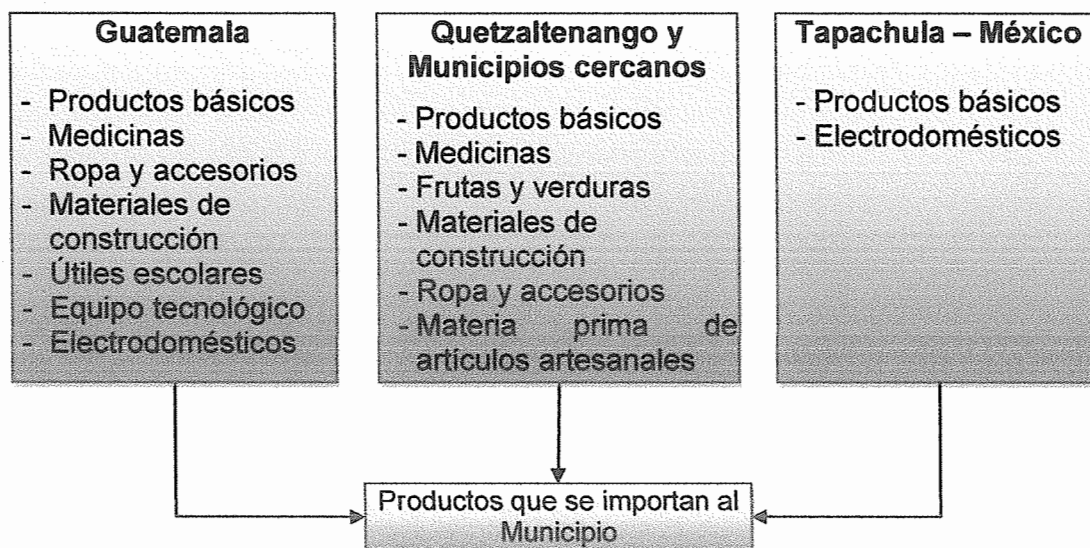 Guatemala
- Productos básicos
- Medicinas
- Ropa y accesorios
- Materiales de
construcción
- Útiles escolares
- Equipo tecnológico
- Electrodomésticos
Quetzaltenango y
Municipios cercanos
- Productos básicos
- Medicinas
- Frutas y verduras
- Materiales de
construcción
- Ropa y accesorios
- Materia prima de
artículos artesanales
Tapachula – México
- Productos básicos
- Electrodomésticos
Productos que se importan al
Municipio